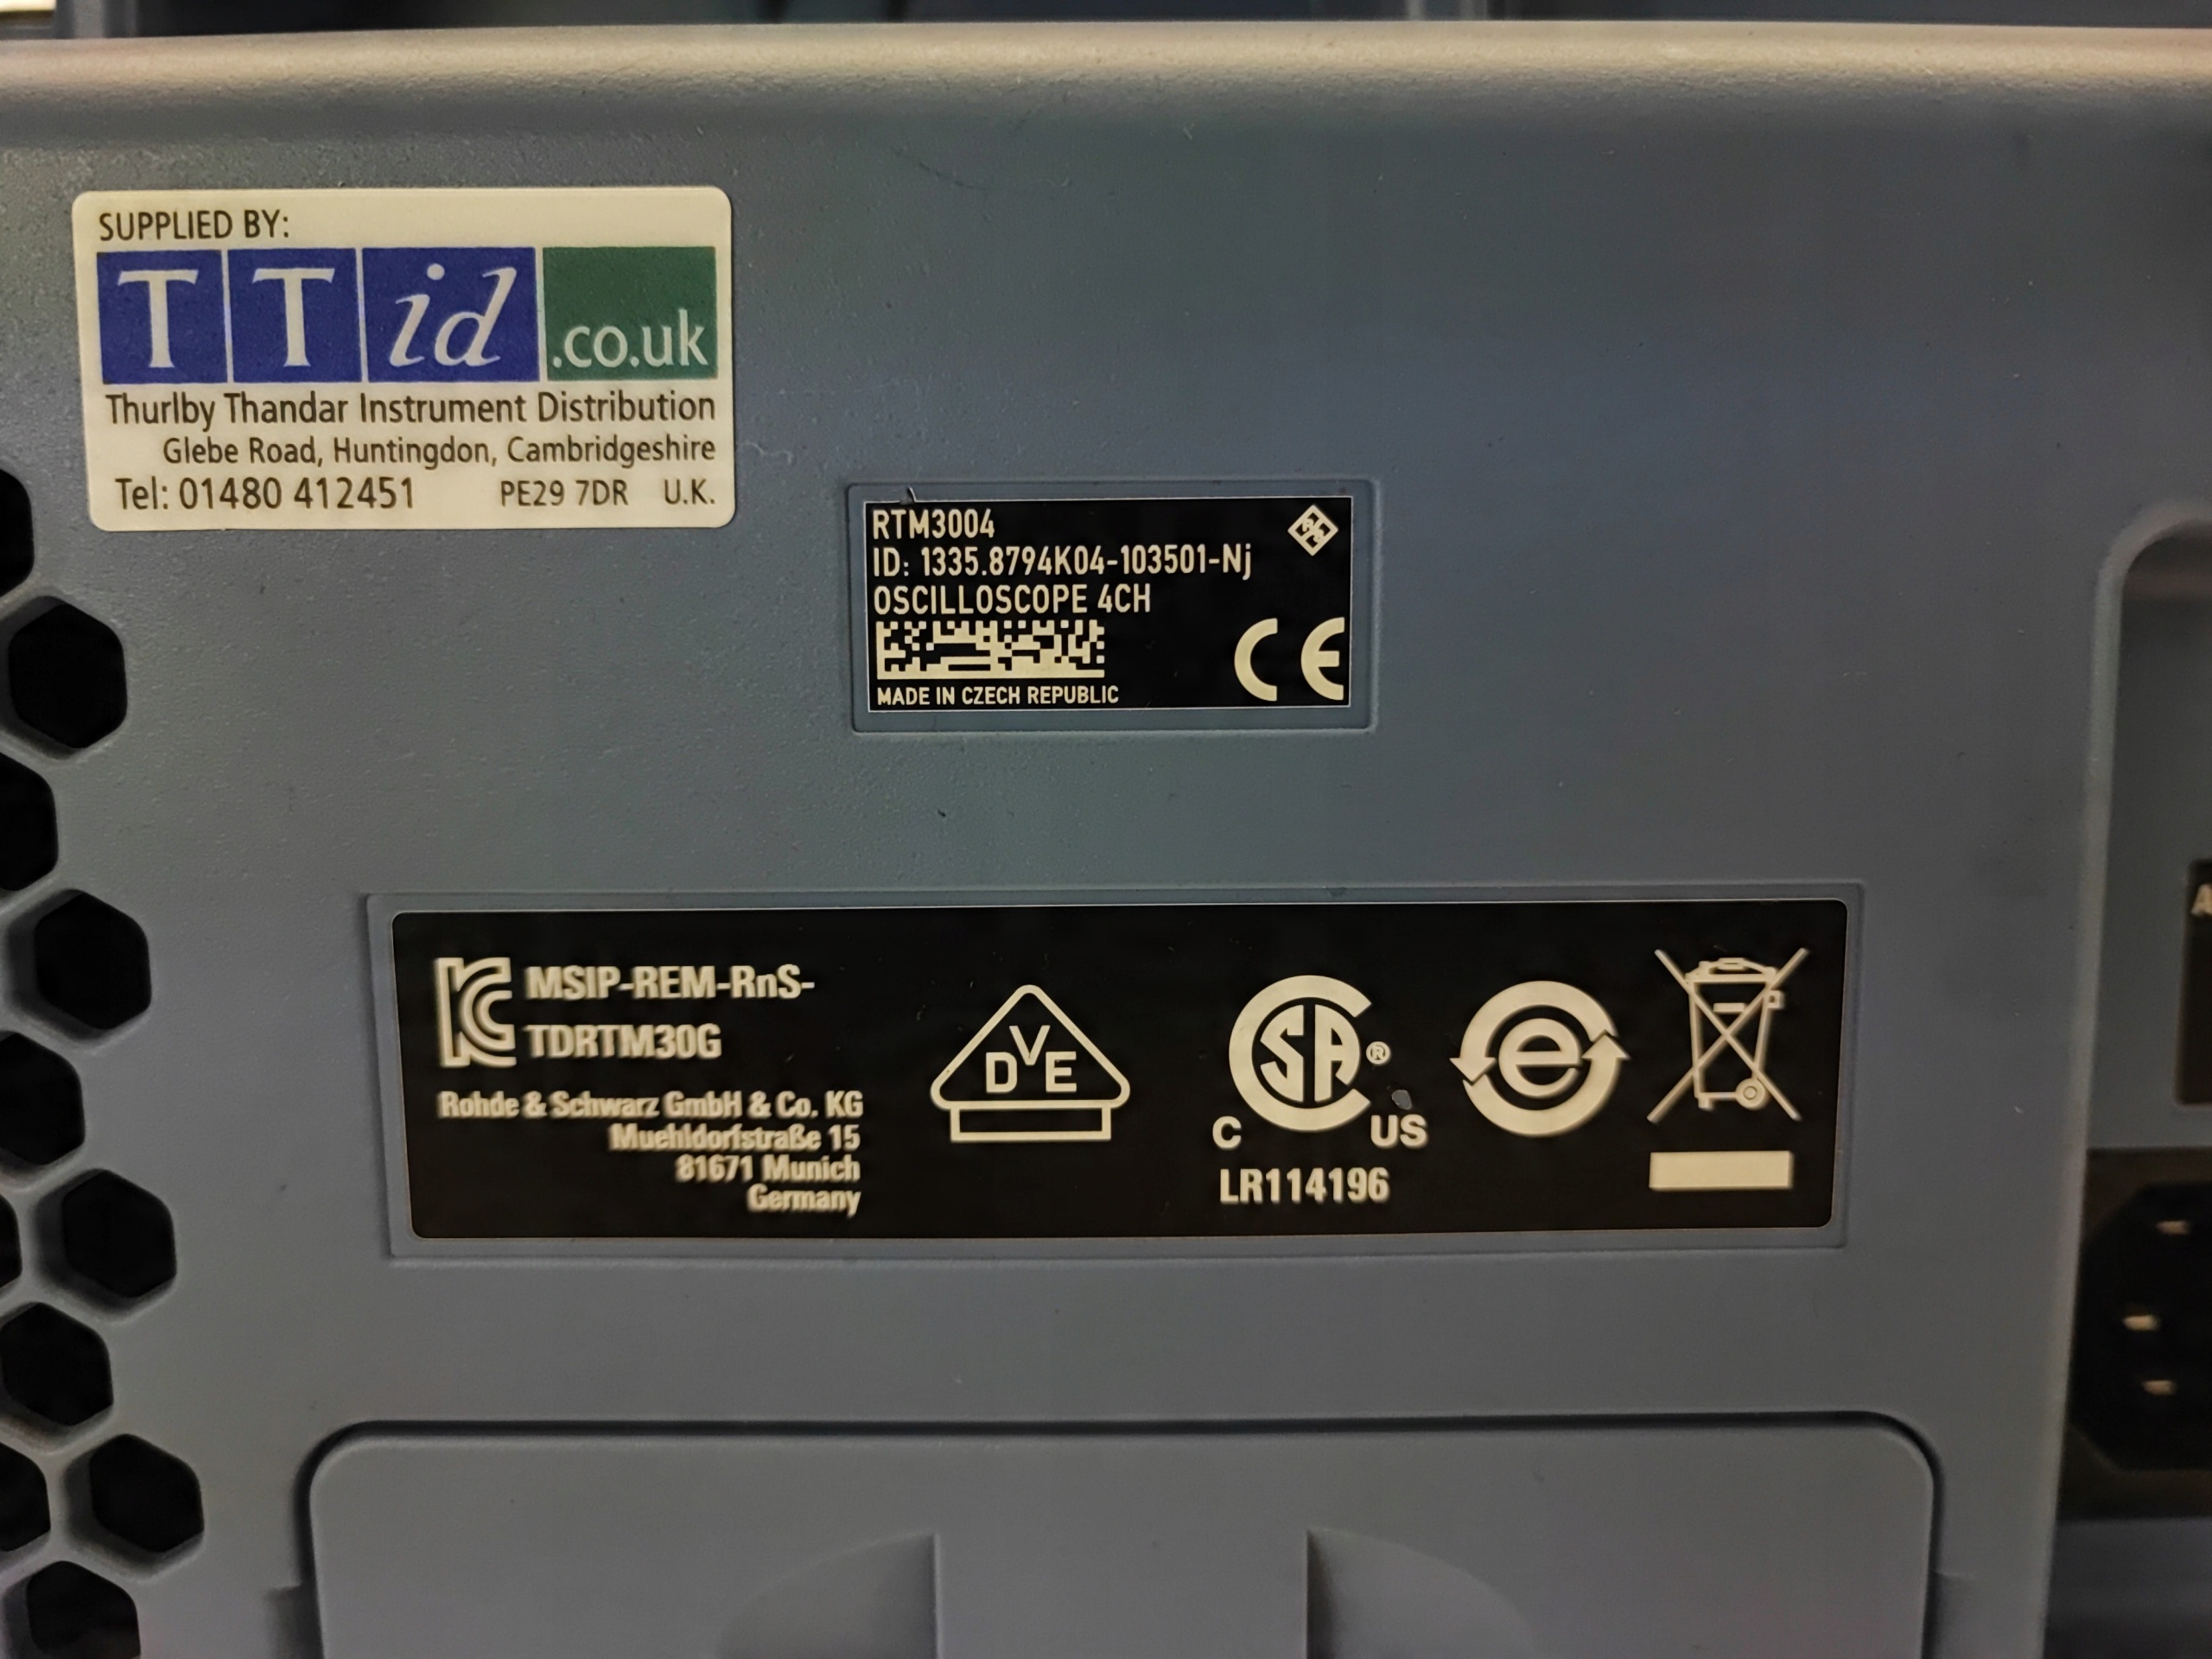 SUPPLIED BY:
TTid.co.uk
Thurlby Thandar Instrument Distribution
Glebe Road, Huntingdon, Cambridgeshire
Tel: 01480 412451 PE29 7DR U.K.
RTM3004
ID: 1335.8794K04-103501-Nj
OSCILLOSCOPE 4CH
CE
MADE IN CZECH REPUBLIC
MSIP-REM-RnS-
TDRTM30G
Rohde & Schwarz GmbH & Co. KG
Muehldorfstraße 15
81671 Munich
Germany
DVE
CSA®
C US
LR114196
e